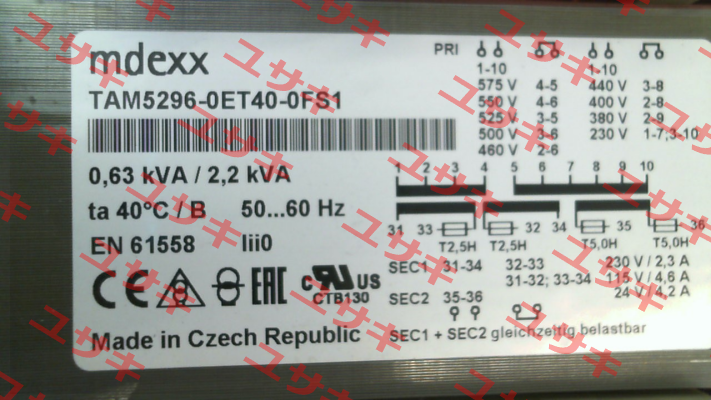 mdexx
TAM5296-0ET40-0FS1
0,63 kVA / 2,2 kVA
ta 40°C / B 50...60 Hz
EN 61558 Iii0
CE EAC c RU US
CTB130
Made in Czech Republic
PRI
1-10 1-10
575 V 4-5 440 V 3-8
550 V 4-6 400 V 2-8
525 V 3-5 380 V 2-9
500 V 3-6 230 V 1-7,3-10
460 V 2-6
1 2 3 4 5 6 7 8 9 10
31 33 32 34 35 36
T2,5H T2,5H T5,0H T5,0H
SEC1 31-34 32-33 230 V / 2,3 A
31-32; 33-34 115 V / 4,6 A
SEC2 35-36 24 V / 4,2 A
SEC1 + SEC2 gleichzeitig belastbar
ユサキ